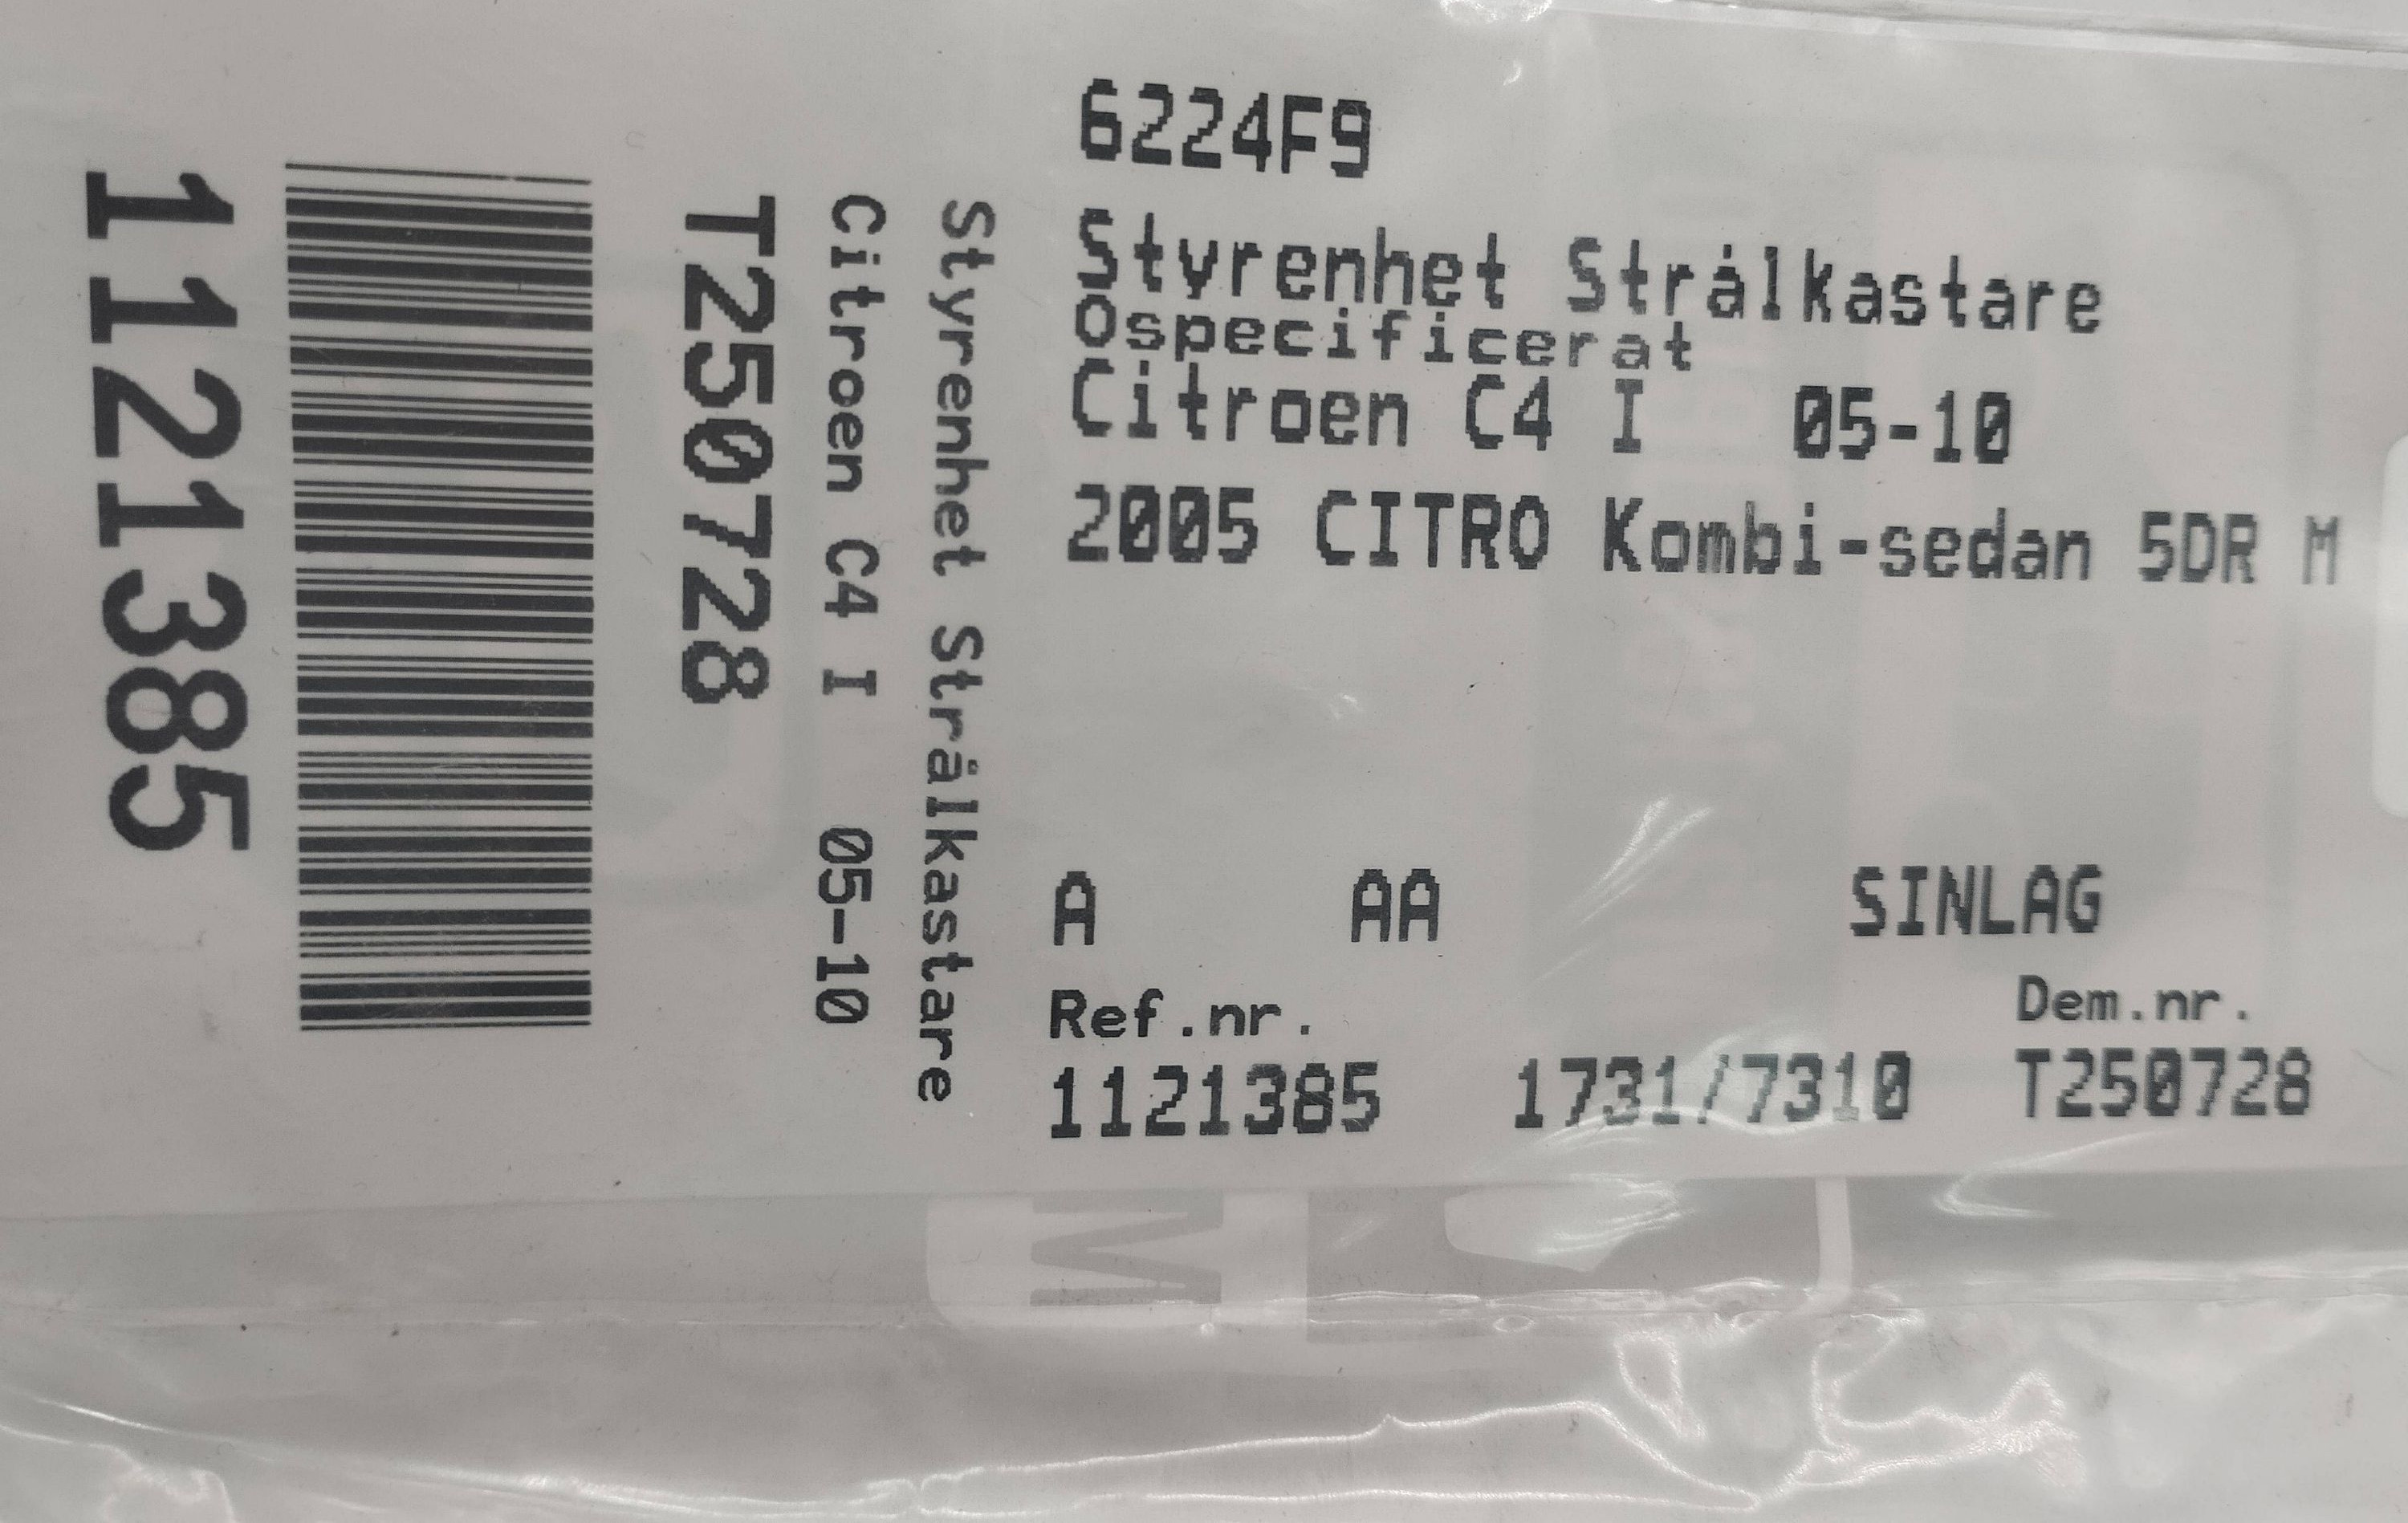 1121385
T250728
Citroen C4 I 05-10
Styrenhet Strålkastare
6224F9
Styrenhet Strålkastare
Ospecificerat
Citroen C4 I 05-10
2005 CITRO Kombi-sedan 5DR M
A AA SINLAG
Ref.nr. Dem.nr.
1121385 1731/7310 T250728